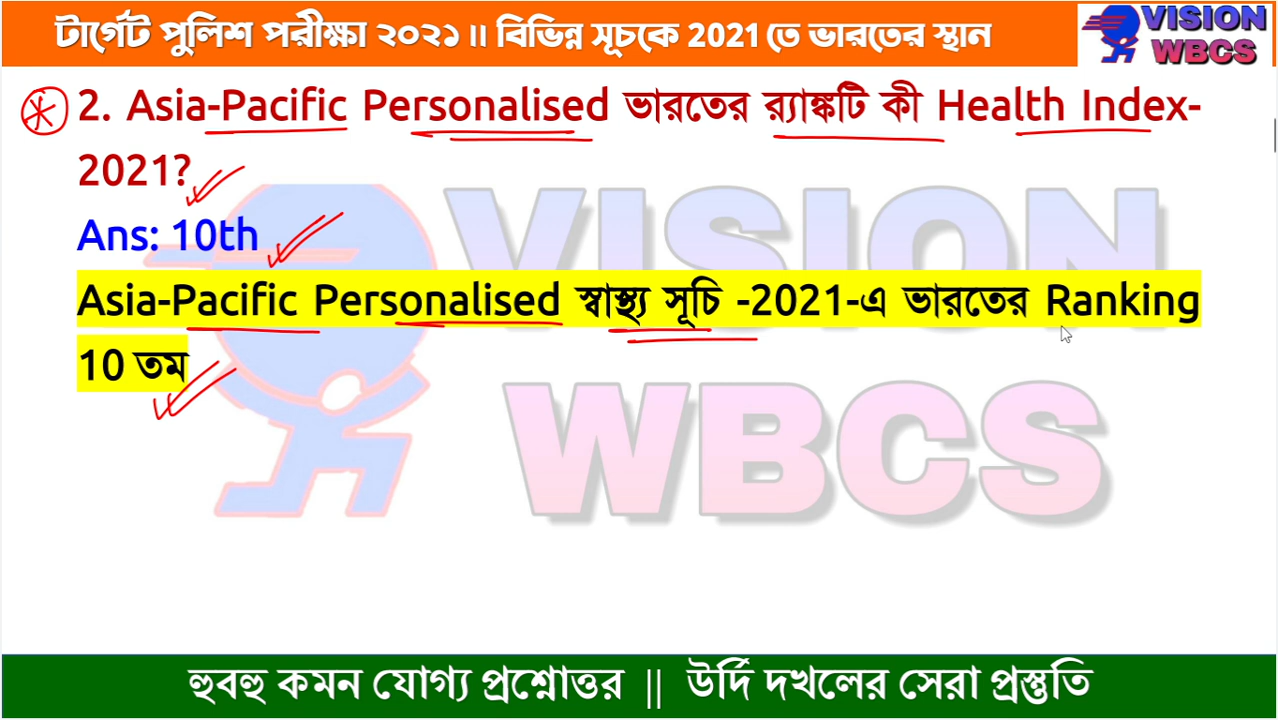 টার্গেট পুলিশ পরীক্ষা ২০২১ ॥ বিভিন্ন সূচকে 2021 তে ভারতের স্থান
VISION
WBCS
2. Asia-Pacific Personalised ভারতের র‍্যাঙ্কটি কী Health Index-
2021?
Ans: 10th
Asia-Pacific Personalised স্বাস্থ্য সূচি -2021-এ ভারতের Ranking
10 তম
VISION
WBCS
হুবহু কমন যোগ্য প্রশ্নোত্তর || উর্দি দখলের সেরা প্রস্তুতি